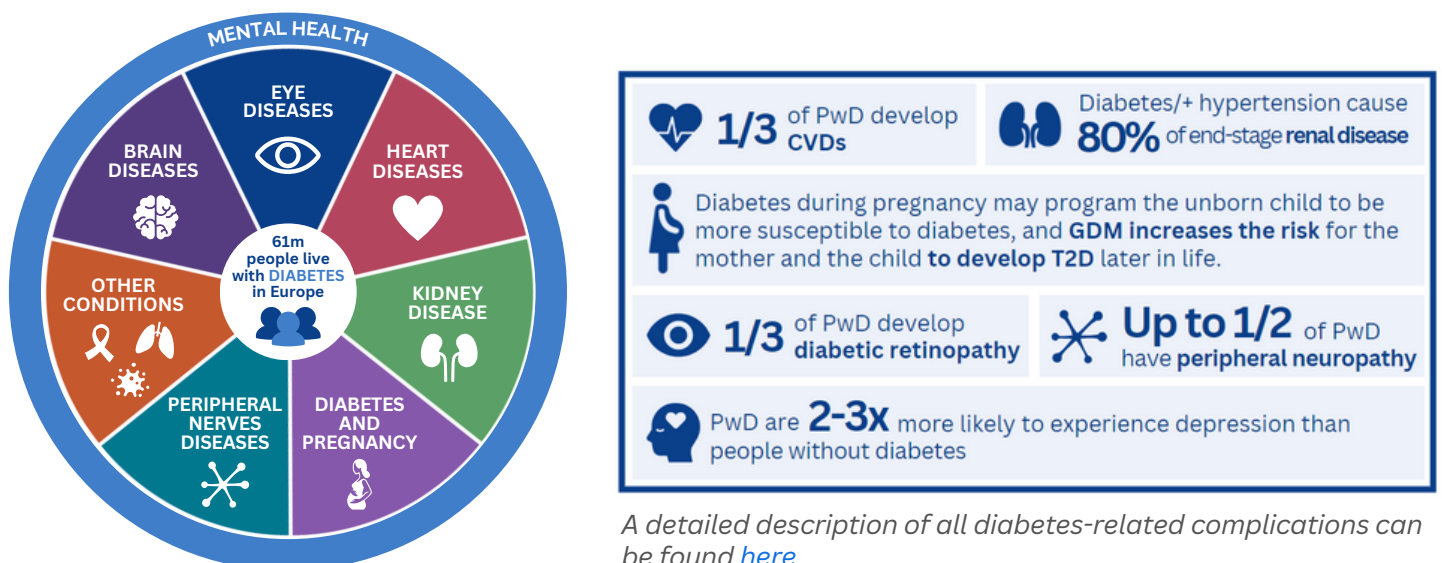 MENTAL HEALTH
EYE
DISEASES
BRAIN
DISEASES
HEART
DISEASES
61m
people live
with DIABETES
in Europe
OTHER
CONDITIONS
KIDNEY
DISEASE
PERIPHERAL
NERVES
DISEASES
DIABETES
AND
PREGNANCY
1/3 of PwD develop
CVDs
Diabetes/+ hypertension cause
80% of end-stage renal disease
Diabetes during pregnancy may program the unborn child to be
more susceptible to diabetes, and GDM increases the risk for the
mother and the child to develop T2D later in life.
1/3 of PwD develop
diabetic retinopathy
Up to 1/2 of PwD
have peripheral neuropathy
PwD are 2-3x more likely to experience depression than
people without diabetes
A detailed description of all diabetes-related complications can
be found here